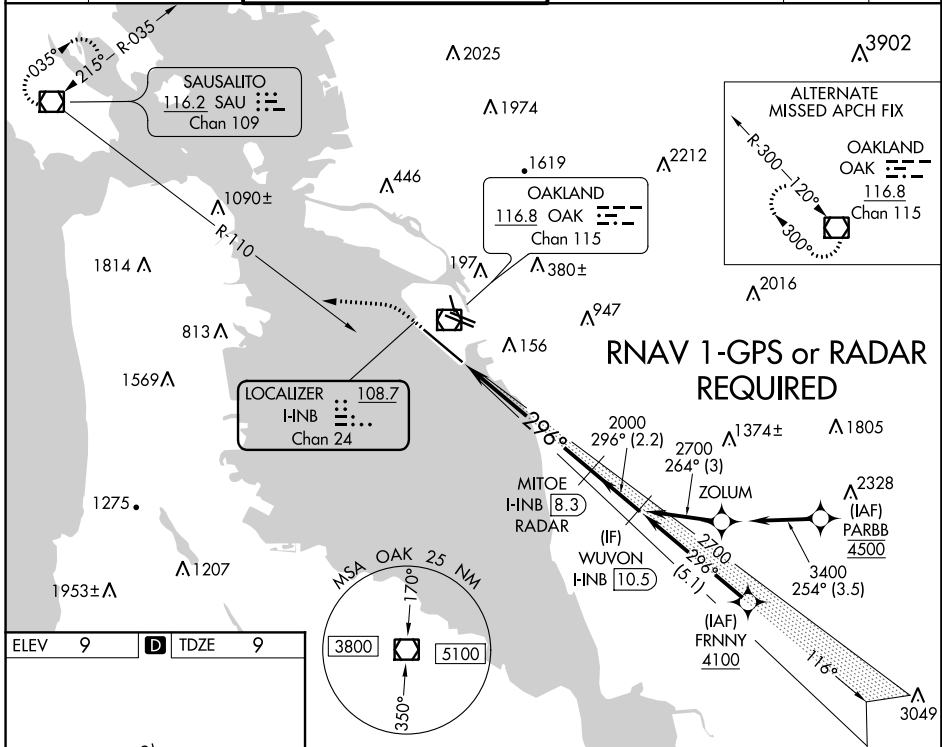 035°
215° R-035
SAUSALITO
116.2 SAU
Chan 109
2025
1974
3902
ALTERNATE
MISSED APCH FIX
R-300
120°
300°
OAKLAND
OAK
116.8
Chan 115
1619
2212
446
1090±
R-110
OAKLAND
116.8 OAK
Chan 115
1814
197
380±
2016
947
813
156
RNAV 1-GPS or RADAR
REQUIRED
1569
LOCALIZER 108.7
I-INB
Chan 24
296°
2000
296° (2.2)
2700
264° (3)
1374±
1805
MITOE
I-INB 8.3
RADAR
ZOLUM
2328
(IAF)
PARBB
4500
1275
(IF)
WUVON
I-INB 10.5
2700
296°
(5.1)
3400
254° (3.5)
1207
1953±
MSA OAK 25 NM
170°
3800
5100
350°
(IAF)
FRNNY
4100
116°
3049
ELEV 9 D TDZE 9